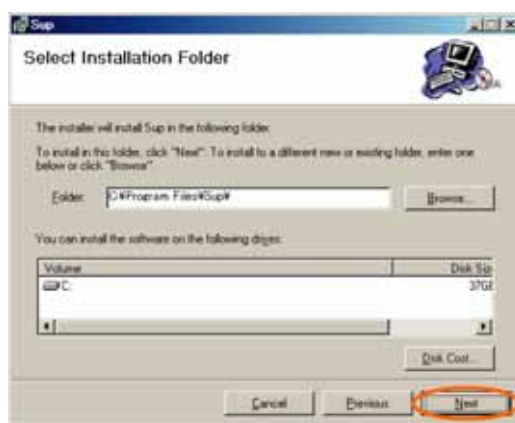 Sup
Select Installation Folder
The installer will install Sup in the following folder.
To install in this folder, click "Next". To install to a different new or existing folder, enter one
below or click "Browse"
Folder:
C:¥Program Files¥Sup¥
Browse...
You can install the software on the following drives:
Volume
Disk Siz
C:
37GB
Disk Cost...
Cancel
Previous
Next